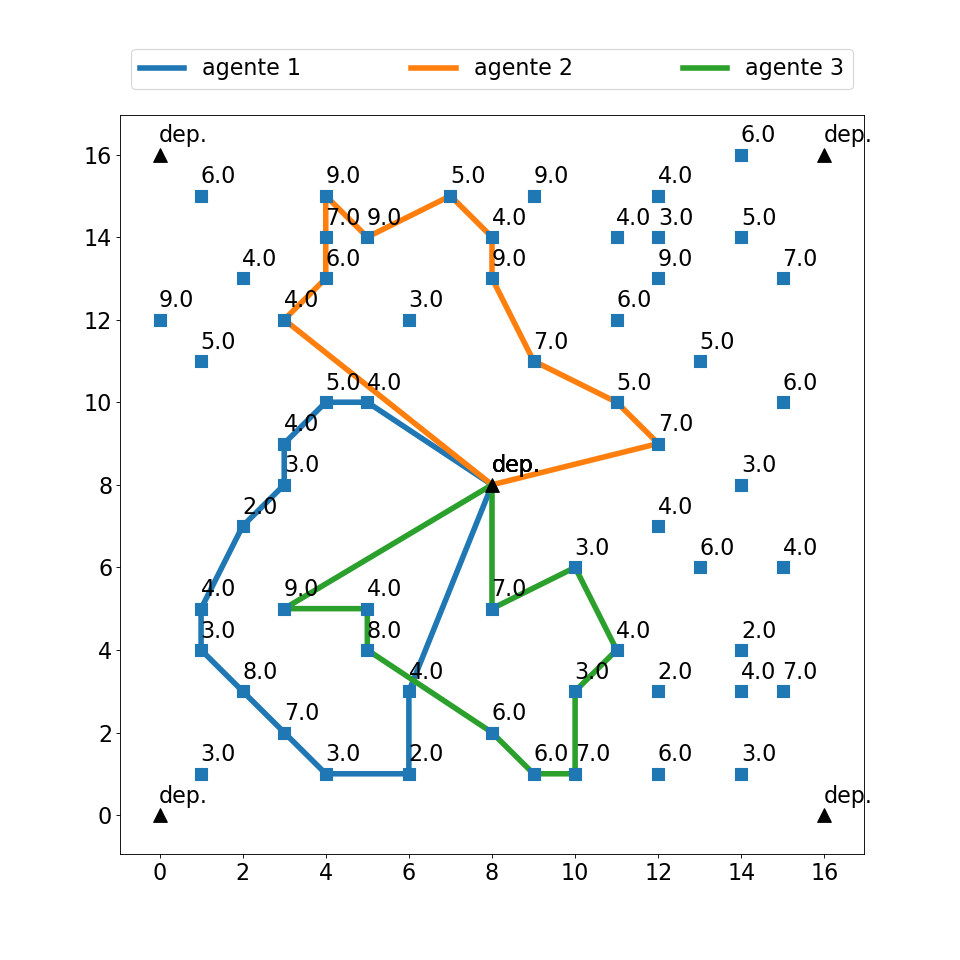 agente 1 agente 2 agente 3
6.0
dep. dep.
16
6.0 9.0 5.0 9.0 4.0
7.0 9.0 4.0 4.0 3.0 5.0
14
4.0 6.0 9.0 9.0 7.0
9.0 4.0 3.0 6.0
12
5.0 7.0 5.0
5.0 4.0 5.0 6.0
10
4.0 7.0
3.0 dep. 3.0
8
2.0 4.0
3.0 6.0 4.0
6
4.0 9.0 4.0 7.0
3.0 8.0 4.0 2.0
4
8.0 4.0 3.0 2.0 4.0 7.0
7.0 6.0
2
3.0 3.0 2.0 6.0 7.0 6.0 3.0
dep. dep.
0
0 2 4 6 8 10 12 14 16